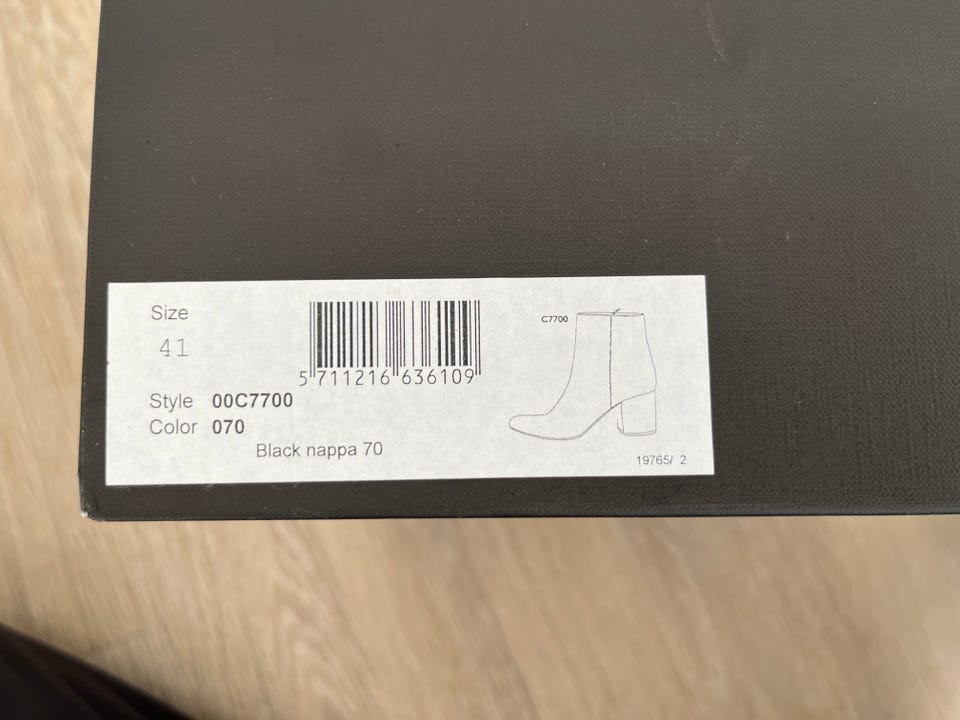 Size
41
5 711216 636109
Style 00C7700
Color 070
Black nappa 70
C7700
19765/ 2